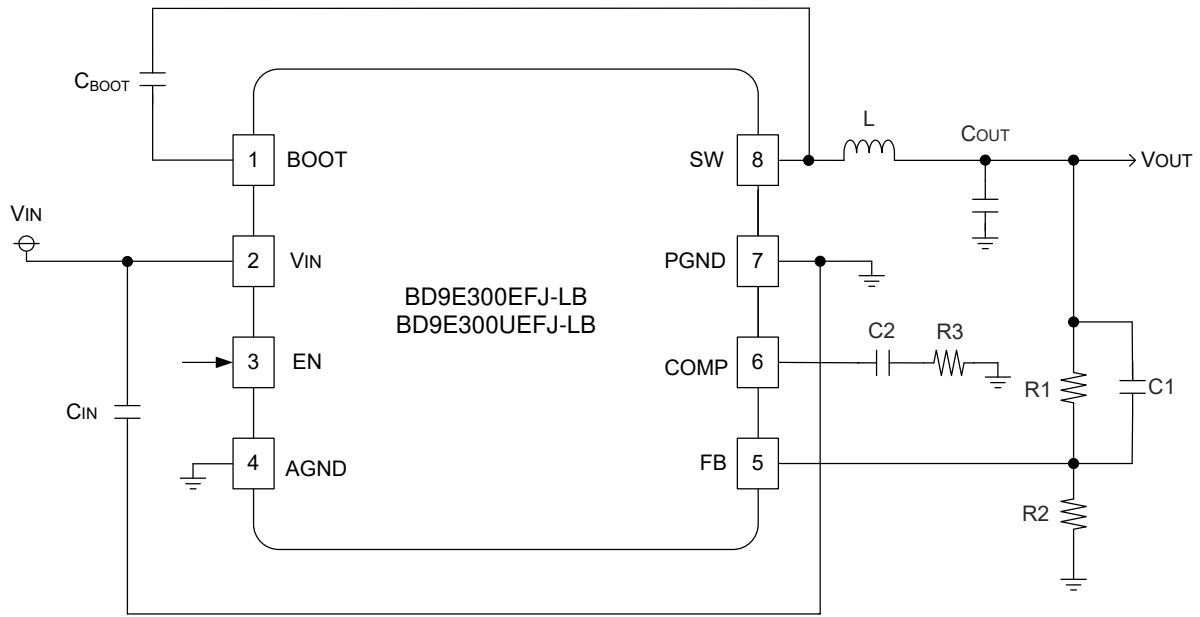 CBOOT
1
BOOT
SW
8
L
COUT
VOUT
VIN
2
VIN
PGND
7
BD9E300EFJ-LB
BD9E300UEFJ-LB
3
EN
COMP
6
C2
R3
CIN
R1
C1
4
AGND
FB
5
R2